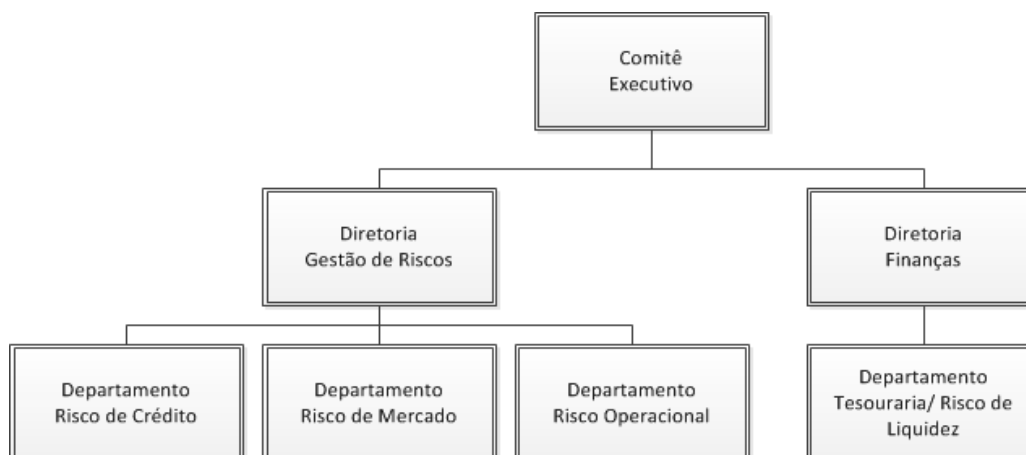 Comitê
Executivo
Diretoria
Gestão de Riscos
Diretoria
Finanças
Departamento
Risco de Crédito
Departamento
Risco de Mercado
Departamento
Risco Operacional
Departamento
Tesouraria/ Risco de
Liquidez